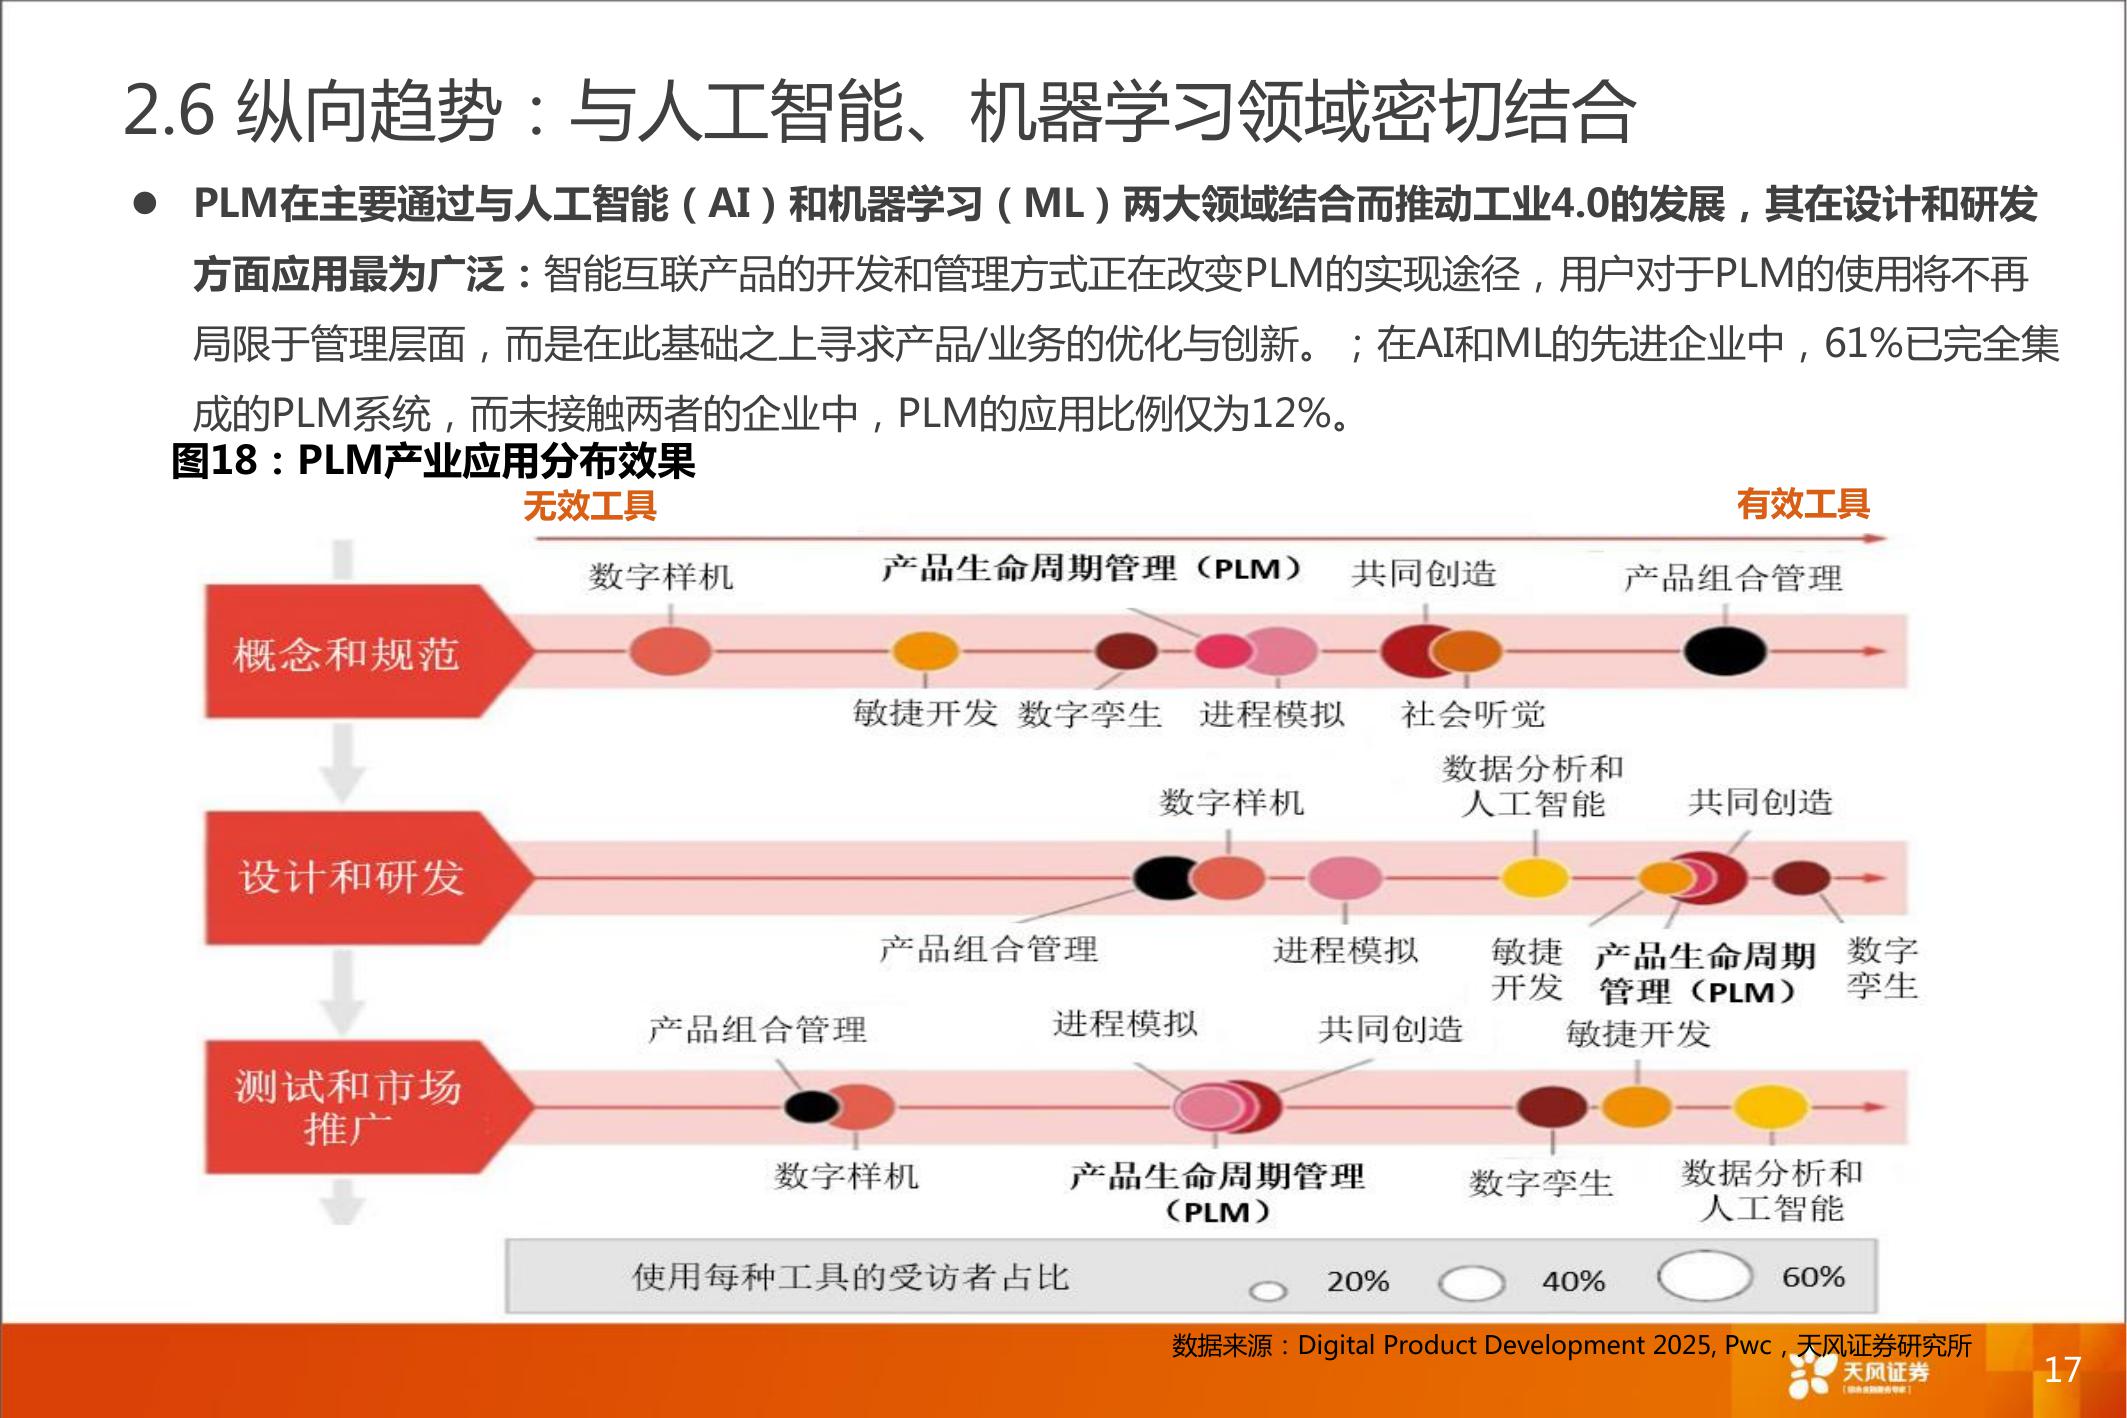 2.6 纵向趋势：与人工智能、机器学习领域密切结合
● PLM在主要通过与人工智能（AI）和机器学习（ML）两大领域结合而推动工业4.0的发展，其在设计和研发
方面应用最为广泛：智能互联产品的开发和管理方式正在改变PLM的实现途径，用户对于PLM的使用将不再
局限于管理层面，而是在此基础之上寻求产品/业务的优化与创新。；在AI和ML的先进企业中，61%已完全集
成的PLM系统，而未接触两者的企业中，PLM的应用比例仅为12%。
图18：PLM产业应用分布效果
无效工具
有效工具
数字样机
产品生命周期管理（PLM）
共同创造
产品组合管理
概念和规范
敏捷开发
数字孪生
进程模拟
社会听觉
数字样机
数据分析和
人工智能
共同创造
设计和研发
产品组合管理
进程模拟
敏捷
开发
产品生命周期
管理（PLM）
数字
孪生
产品组合管理
进程模拟
共同创造
敏捷开发
测试和市场
推广
数字样机
产品生命周期管理
（PLM）
数字孪生
数据分析和
人工智能
使用每种工具的受访者占比
20%
40%
60%
数据来源：Digital Product Development 2025, Pwc，天风证券研究所
天风证券
17